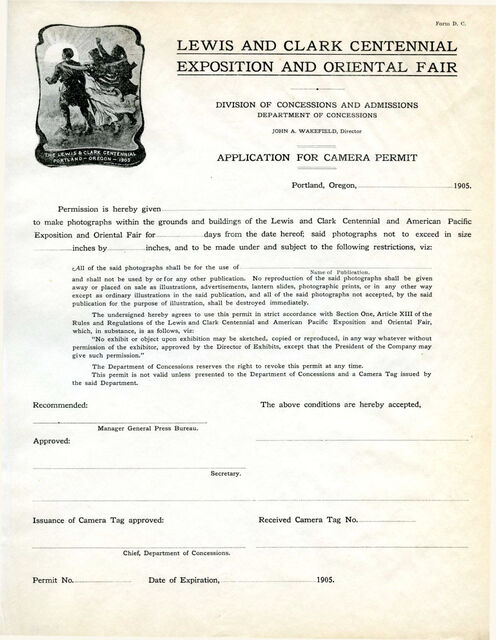 Form D. C.
LEWIS AND CLARK CENTENNIAL
EXPOSITION AND ORIENTAL FAIR
DIVISION OF CONCESSIONS AND ADMISSIONS
DEPARTMENT OF CONCESSIONS
JOHN A. WAKEFIELD, Director
THE LEWIS & CLARK CENTENNIAL
PORTLAND - OREGON - 1905
APPLICATION FOR CAMERA PERMIT
Portland, Oregon, 1905.
Permission is hereby given
to make photographs within the grounds and buildings of the Lewis and Clark Centennial and American Pacific
Exposition and Oriental Fair for days from the date hereof; said photographs not to exceed in size
inches by inches, and to be made under and subject to the following restrictions, viz:
All of the said photographs shall be for the use of
Name of Publication.
and shall not be used by or for any other publication. No reproduction of the said photographs shall be given
away or placed on sale as illustrations, advertisements, lantern slides, photographic prints, or in any other way
except as ordinary illustrations in the said publication, and all of the said photographs not accepted, by the said
publication for the purpose of illustration, shall be destroyed immediately.
The undersigned hereby agrees to use this permit in strict accordance with Section One, Article XIII of the
Rules and Regulations of the Lewis and Clark Centennial and American Pacific Exposition and Oriental Fair,
which, in substance, is as follows, viz:
"No exhibit or object upon exhibition may be sketched, copied or reproduced, in any way whatever without
permission of the exhibitor, approved by the Director of Exhibits, except that the President of the Company may
give such permission."
The Department of Concessions reserves the right to revoke this permit at any time.
This permit is not valid unless presented to the Department of Concessions and a Camera Tag issued by
the said Department.
Recommended: The above conditions are hereby accepted,
Manager General Press Bureau.
Approved:
Secretary.
Issuance of Camera Tag approved: Received Camera Tag No.
Chief, Department of Concessions.
Permit No. Date of Expiration, 1905.